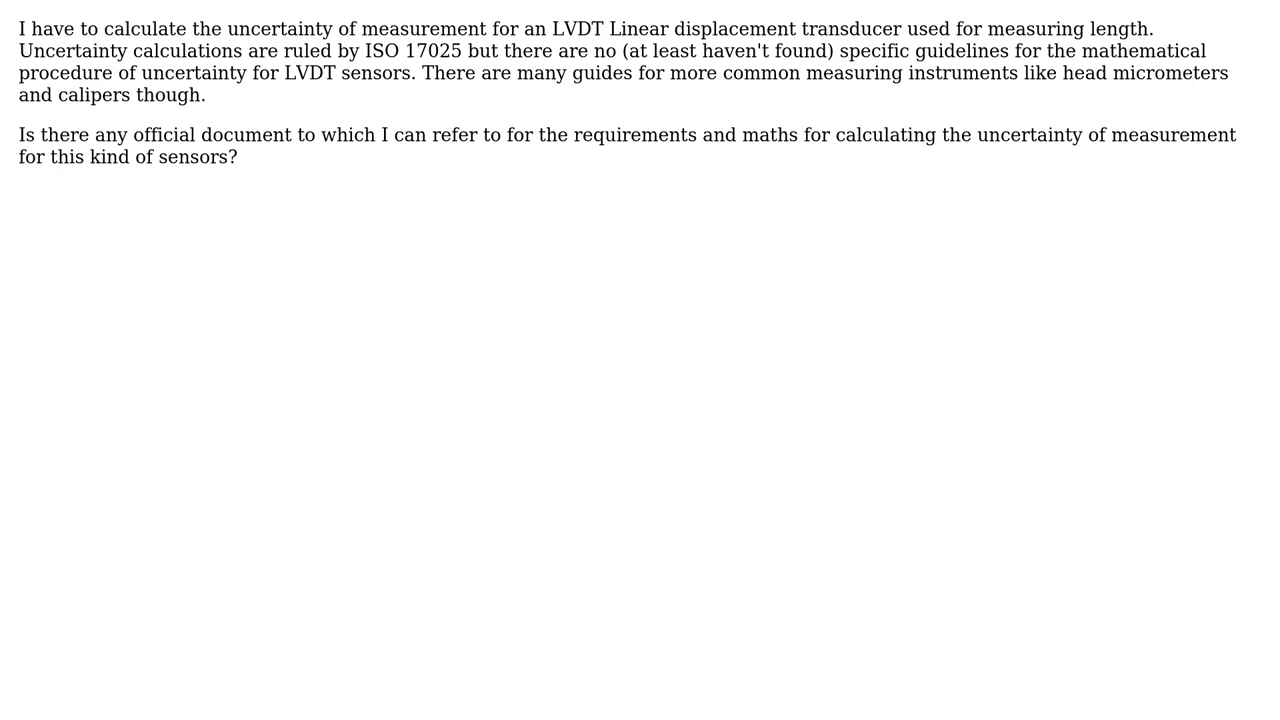 I have to calculate the uncertainty of measurement for an LVDT Linear displacement transducer used for measuring length.
Uncertainty calculations are ruled by ISO 17025 but there are no (at least haven't found) specific guidelines for the mathematical
procedure of uncertainty for LVDT sensors. There are many guides for more common measuring instruments like head micrometers
and calipers though.
Is there any official document to which I can refer to for the requirements and maths for calculating the uncertainty of measurement
for this kind of sensors?